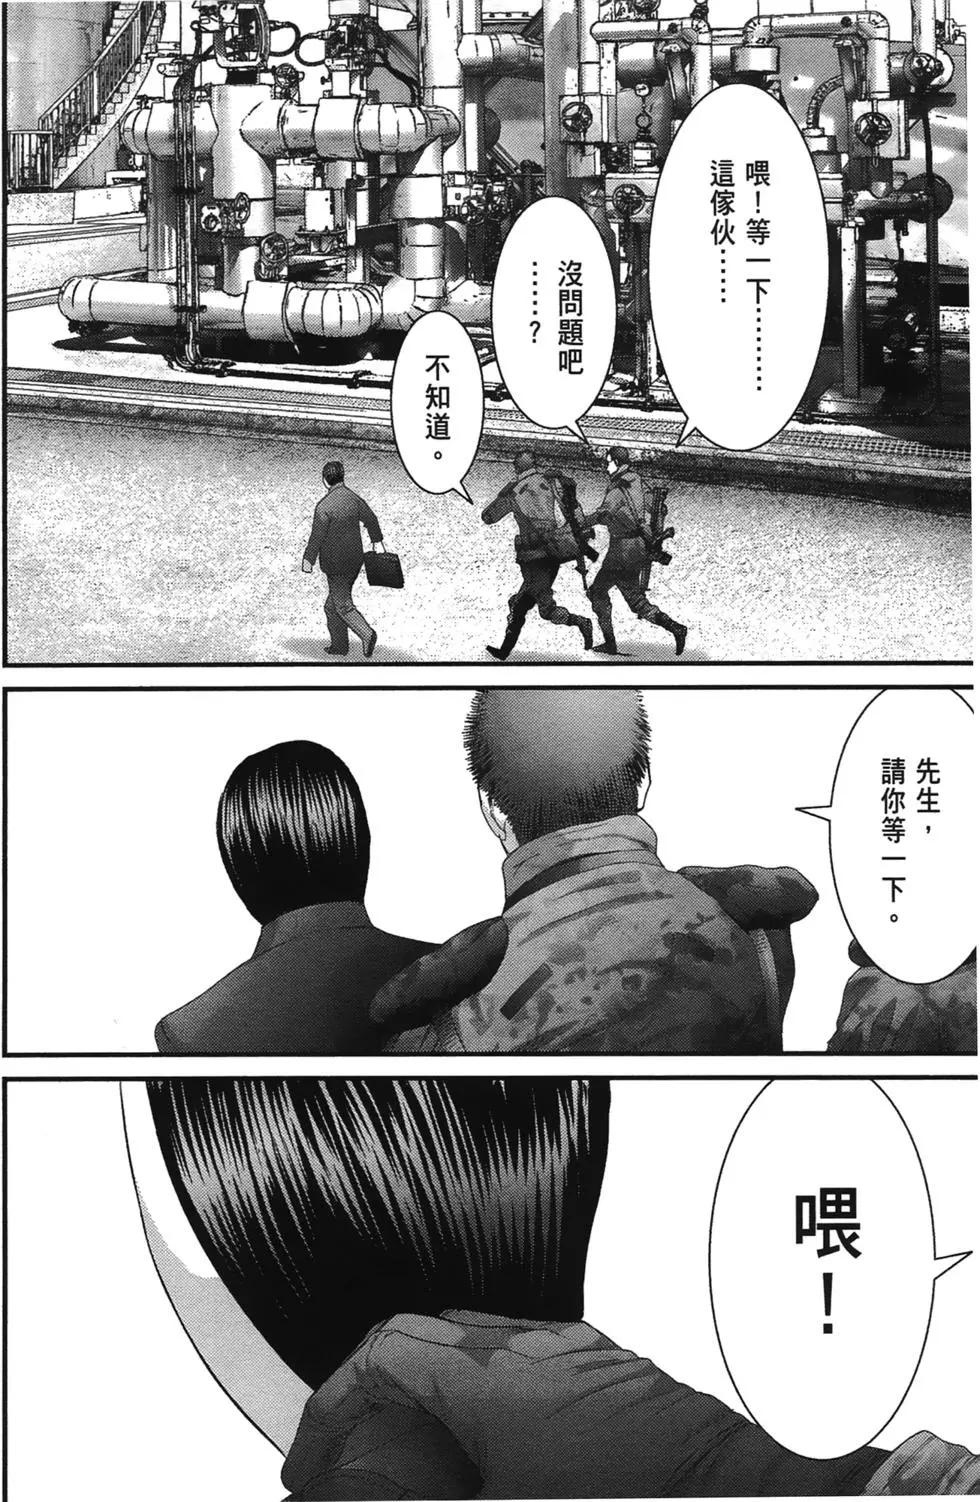 喂！等一下…………
這傢伙……
沒問題吧
……？
不知道。
先生，
請你等一下。
喂！